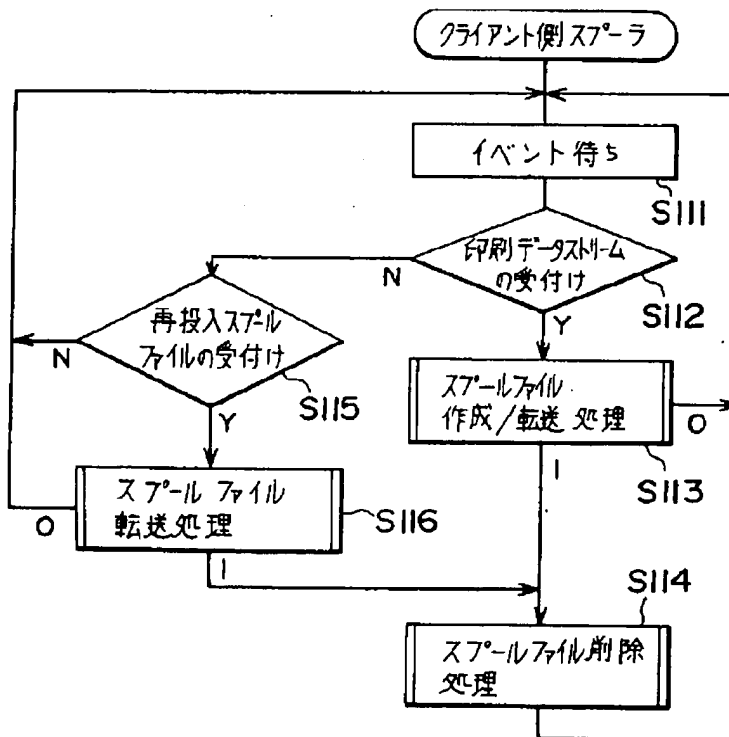 クライアント側スプーラ
イベント待ち
S111
印刷データストリーム
の受付け
N
S112
Y
再投入スプール
ファイルの受付け
N
S115
Y
スプールファイル
作成/転送処理
0
S113
1
スプールファイル
転送処理
0
S116
1
S114
スプールファイル削除
処理